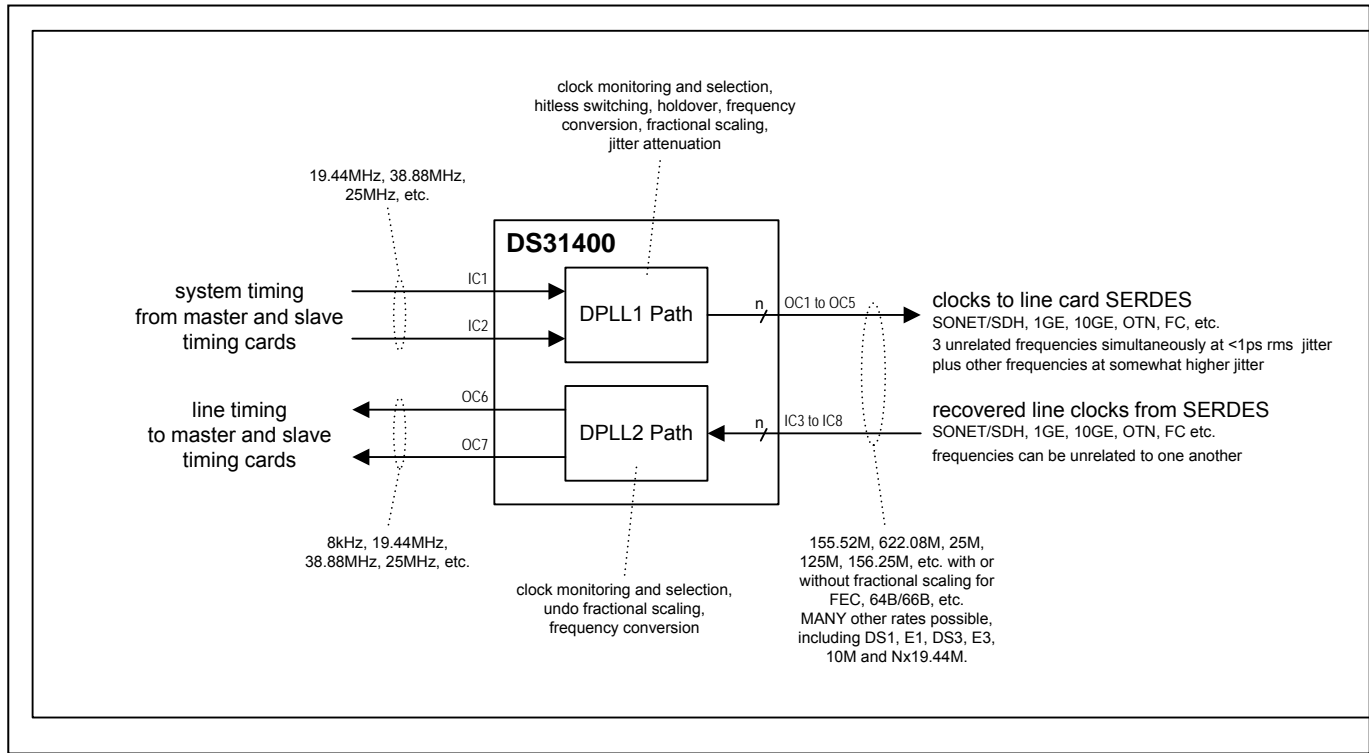 clock monitoring and selection,
hitless switching, holdover, frequency
conversion, fractional scaling,
jitter attenuation
19.44MHz, 38.88MHz,
25MHz, etc.
DS31400
system timing
from master and slave
timing cards
IC1
IC2
DPLL1 Path
n
OC1 to OC5
clocks to line card SERDES
SONET/SDH, 1GE, 10GE, OTN, FC, etc.
3 unrelated frequencies simultaneously at <1ps rms jitter
plus other frequencies at somewhat higher jitter
line timing
to master and slave
timing cards
OC6
OC7
DPLL2 Path
n
IC3 to IC8
recovered line clocks from SERDES
SONET/SDH, 1GE, 10GE, OTN, FC etc.
frequencies can be unrelated to one another
8kHz, 19.44MHz,
38.88MHz, 25MHz, etc.
clock monitoring and selection,
undo fractional scaling,
frequency conversion
155.52M, 622.08M, 25M,
125M, 156.25M, etc. with or
without fractional scaling for
FEC, 64B/66B, etc.
MANY other rates possible,
including DS1, E1, DS3, E3,
10M and Nx19.44M.